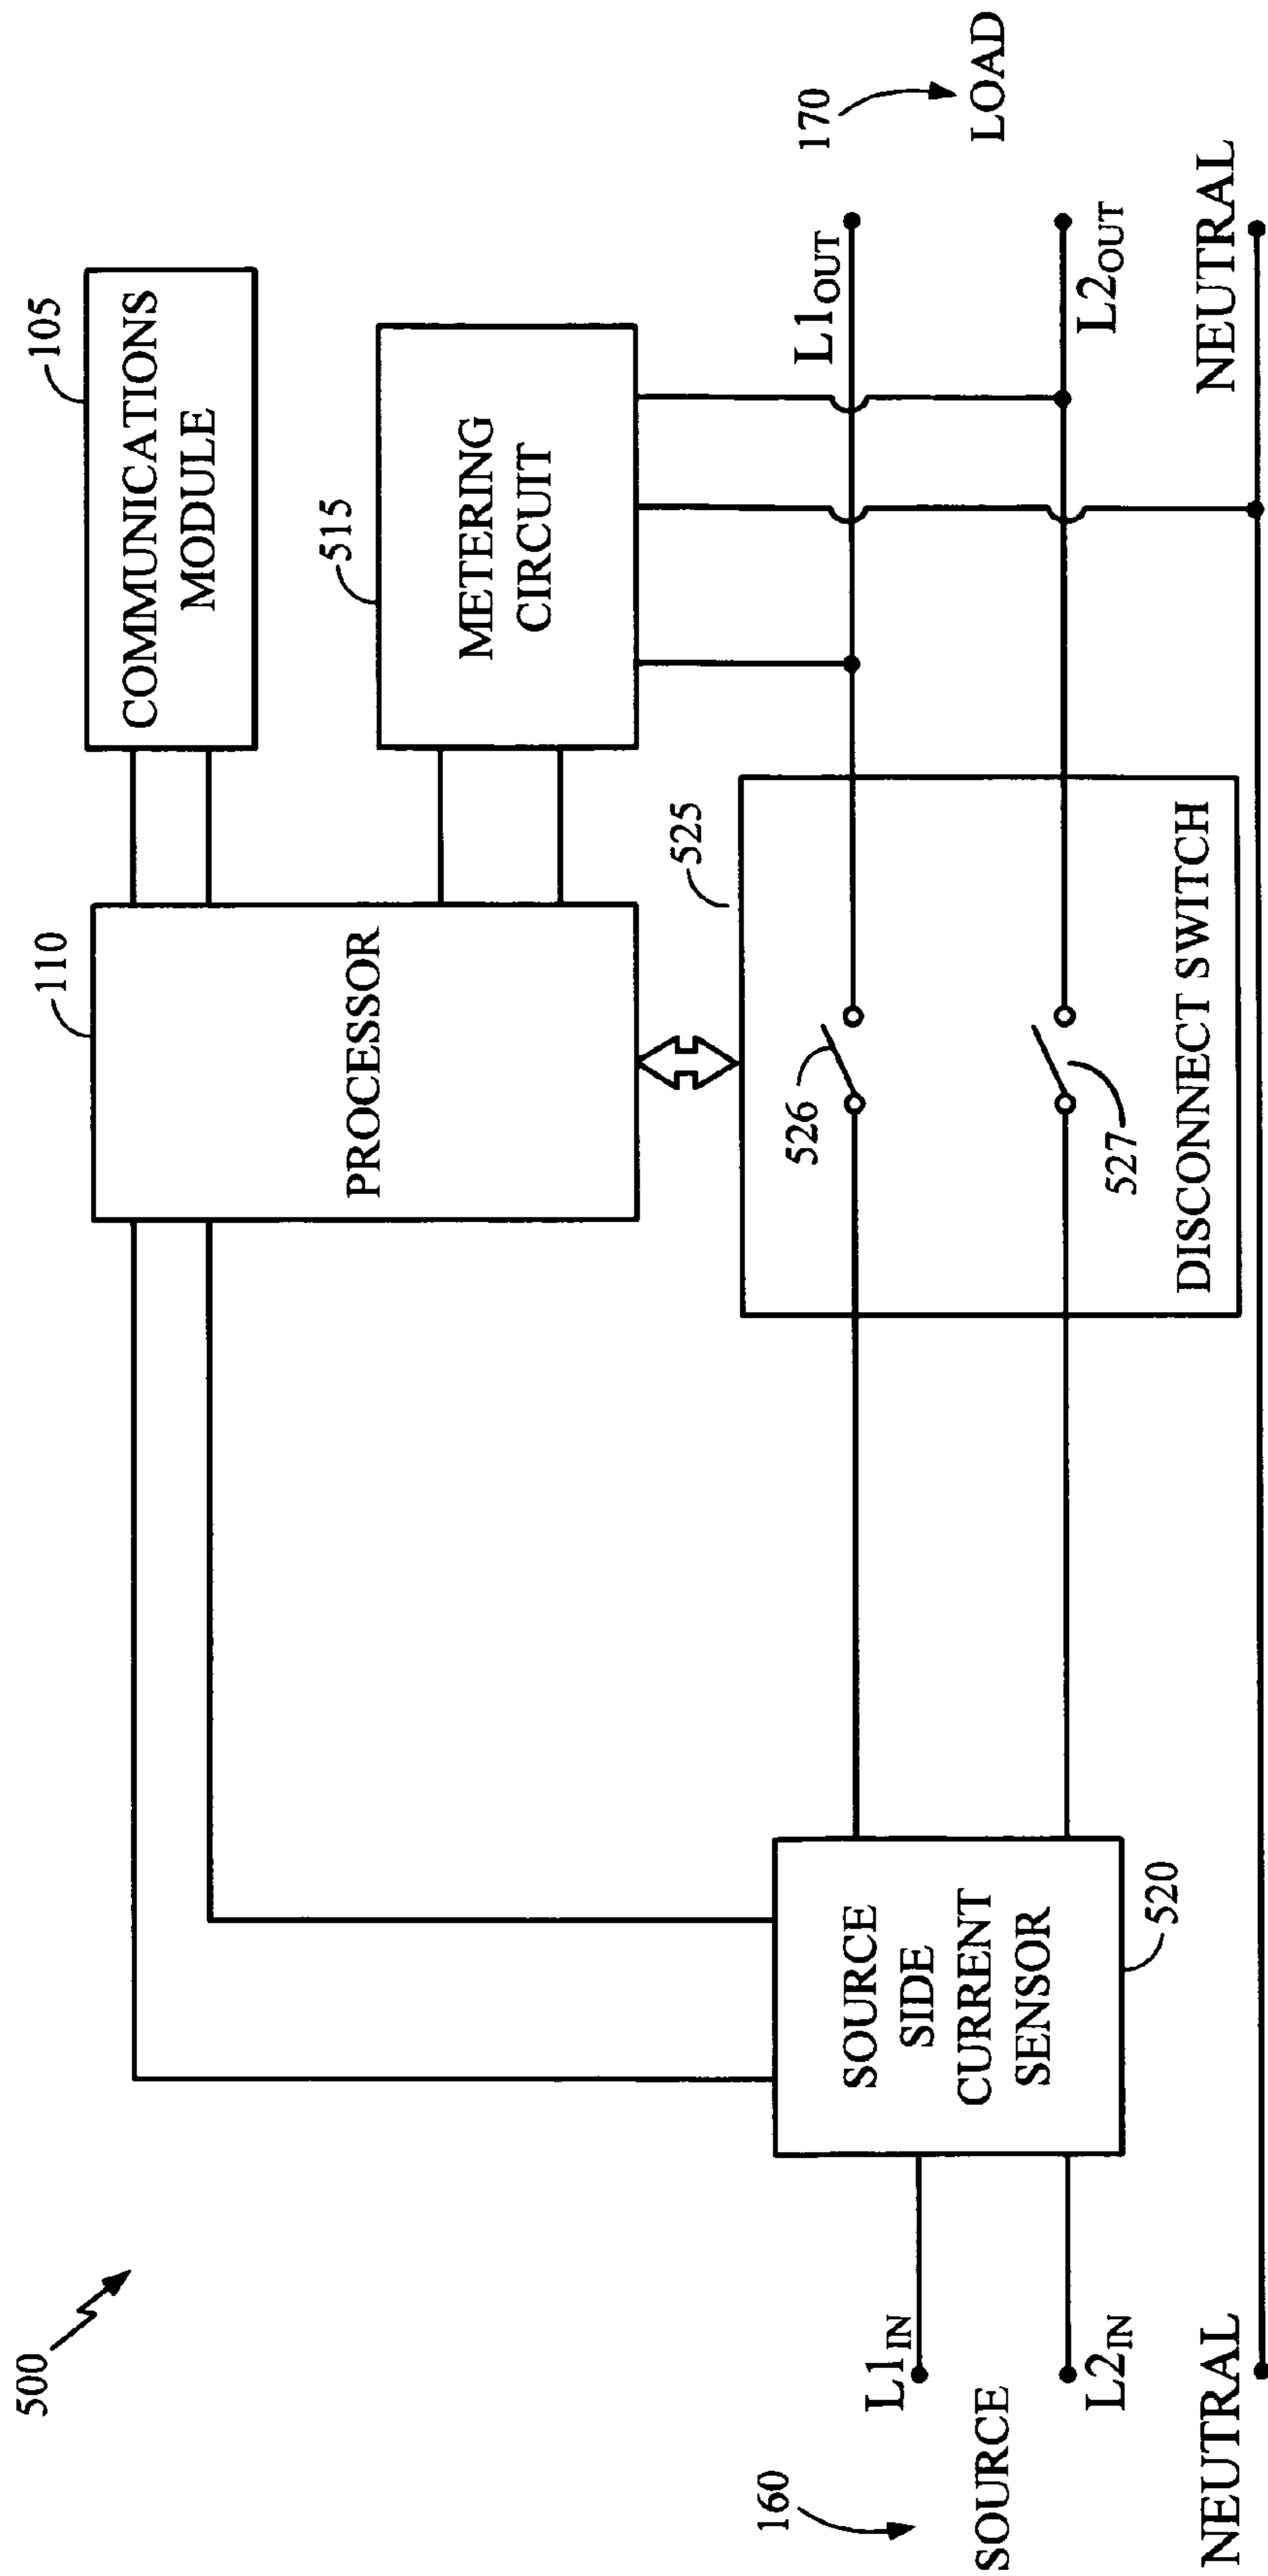 500
110
105
COMMUNICATIONS
MODULE
PROCESSOR
515
METERING
CIRCUIT
525
526
527
DISCONNECT SWITCH
SOURCE
SIDE
CURRENT
SENSOR
520
160
SOURCE
L1IN
L2IN
NEUTRAL
170
LOAD
L1OUT
L2OUT
NEUTRAL